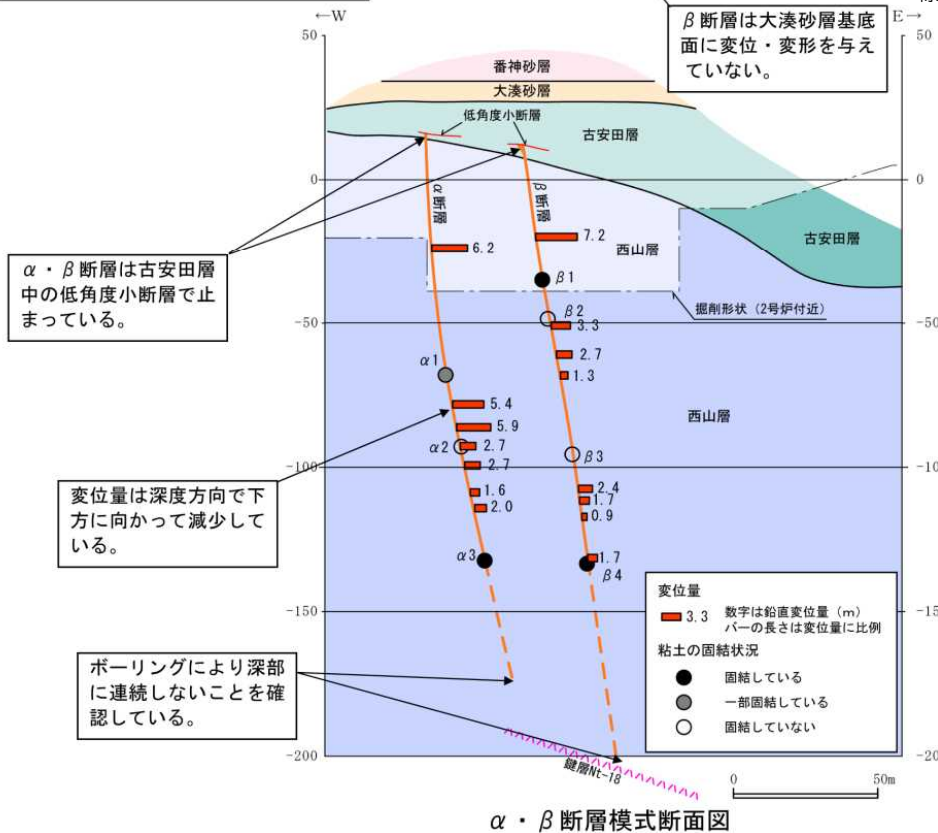 ←W
E→
β断層は大湊砂層基底
面に変位・変形を与え
ていない。
50
50
番神砂層
大湊砂層
低角度小断層
古安田層
0
0
α断層
β断層
6.2
7.2
西山層
古安田層
α・β断層は古安田層
中の低角度小断層で止
まっている。
β1
掘削形状（2号炉付近）
β2
-50
3.3
α1
2.7
1.3
5.4
西山層
5.9
α2
2.7
β3
-100
2.7
変位量は深度方向で下
方に向かって減少して
いる。
1.6
2.0
2.4
1.7
0.9
α3
1.7
β4
-150
変位量
3.3
数字は鉛直変位量（m）
バーの長さは変位量に比例
粘土の固結状況
固結している
一部固結している
固結していない
ボーリングにより深部
に連続しないことを確
認している。
-200
鍵層Nt-18
0
50m
α・β断層模式断面図